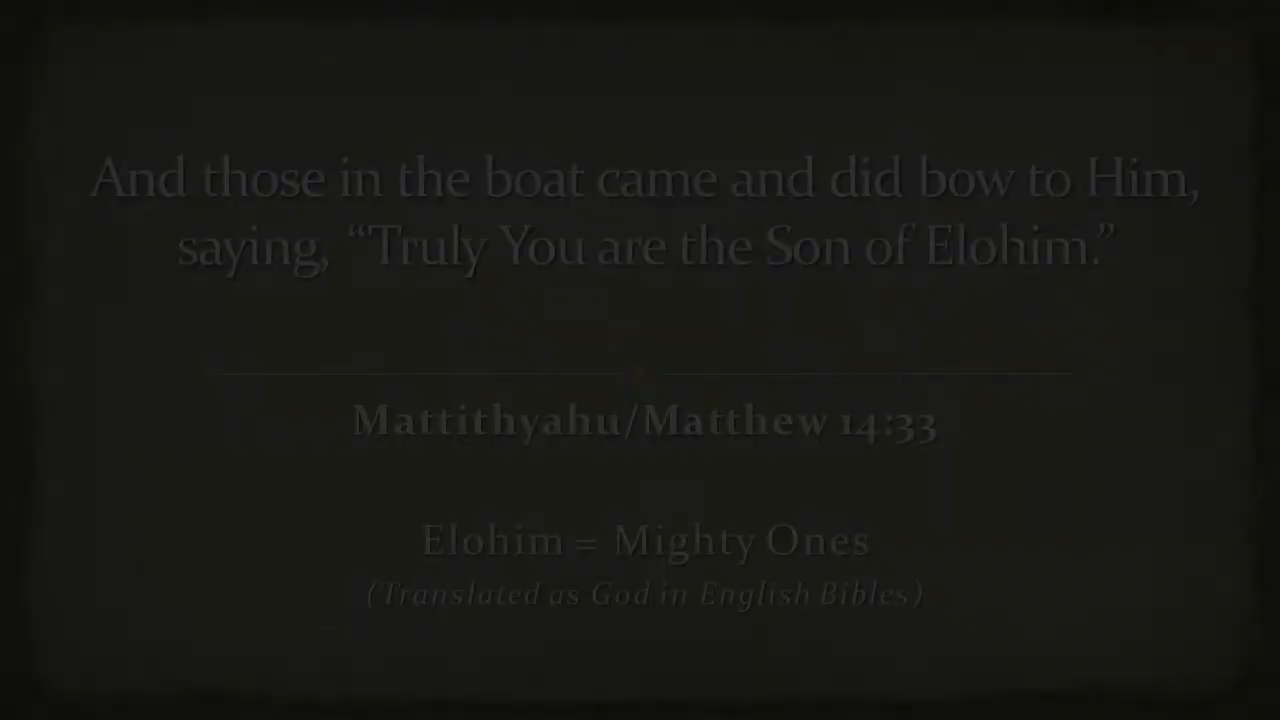 And those in the boat came and did bow to Him,
saying, “Truly You are the Son of Elohim.”
Mattithyahu/Matthew 14:33
Elohim = Mighty Ones
(Translated as God in English Bibles)